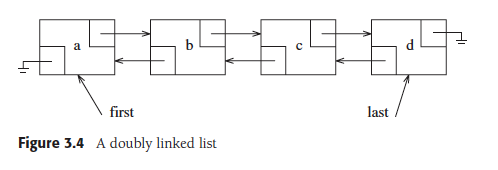 a b c d
first last
Figure 3.4 A doubly linked list